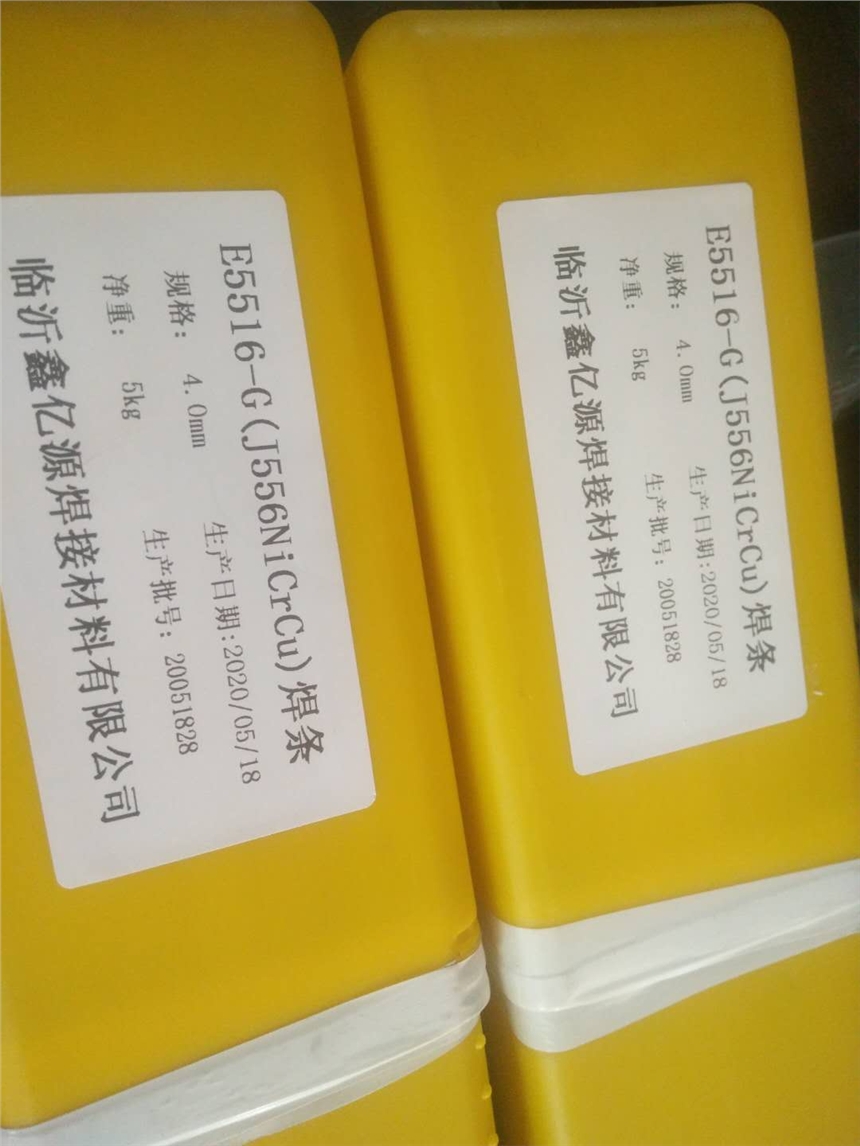 E5516-G(J556NiCrCu)焊条
规格: 4.0mm 生产日期:2020/05/18
净重: 5kg 生产批号: 20051828
临沂鑫亿源焊接材料有限公司
E5516-G(J556NiCrCu)焊条
规格: 4.0mm 生产日期:2020/05/18
净重: 5kg 生产批号: 20051828
临沂鑫亿源焊接材料有限公司